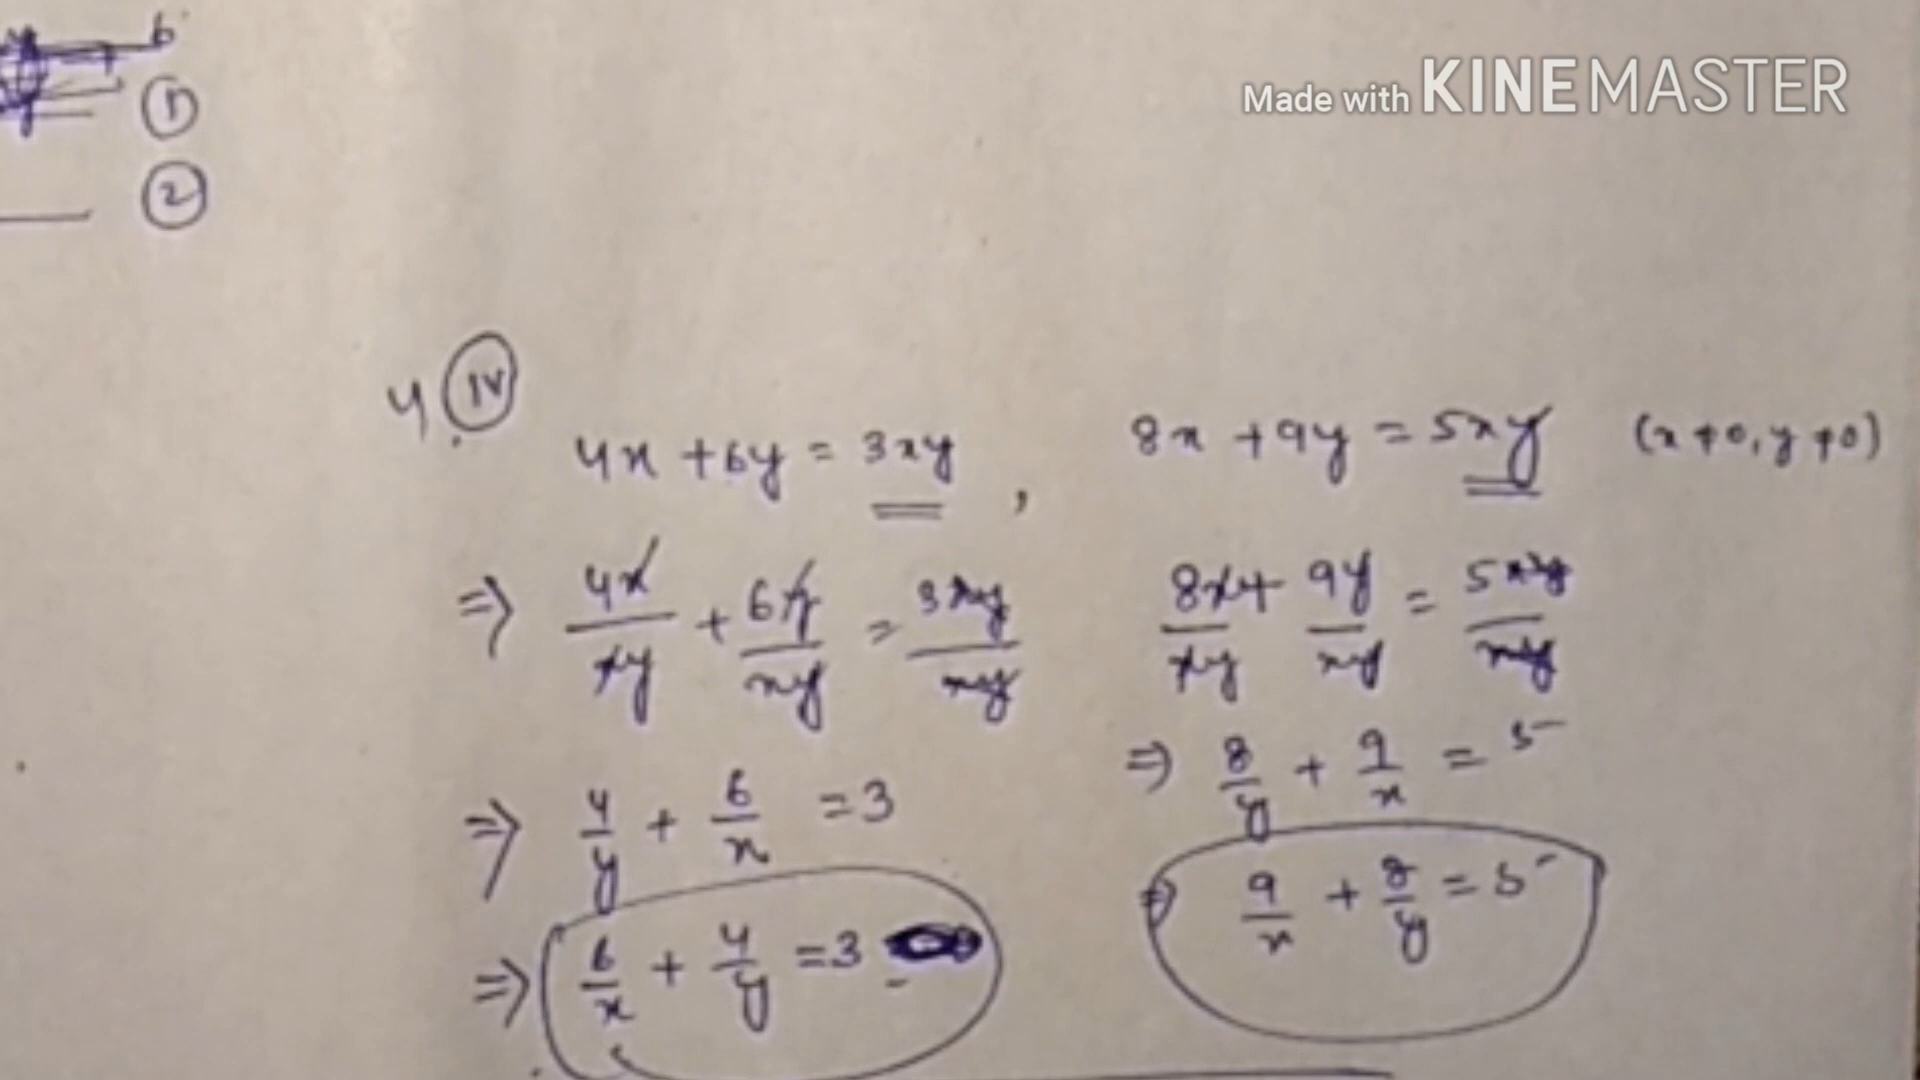 Made with KINEMASTER
6
①
②
4 (IV)
4x + 6y = 3xy , 8x + 9y = 5xy (x ≠ 0, y ≠ 0)
⇒ 4x/xy + 6y/xy = 3xy/xy 8x/xy + 9y/xy = 5xy/xy
⇒ 4/y + 6/x = 3 ⇒ 8/y + 9/x = 5
⇒ 6/x + 4/y = 3 ⇒ 9/x + 8/y = 5